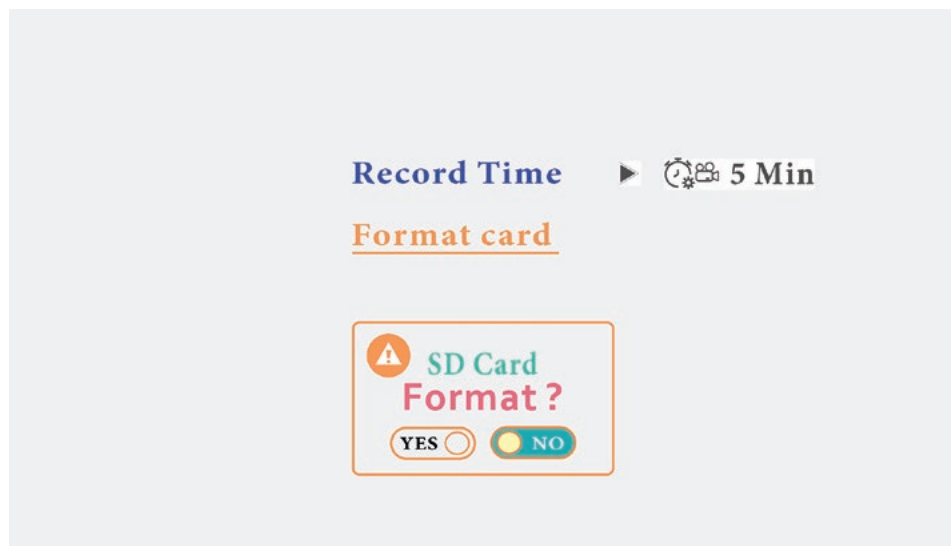 Record Time 5 Min
Format card
SD Card
Format ?
YES NO